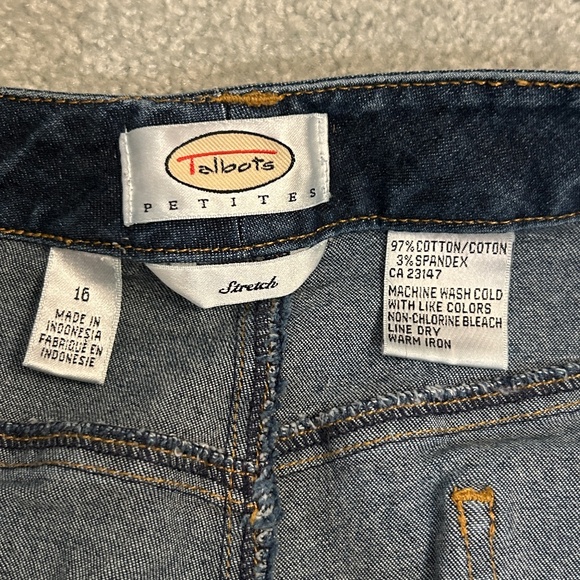 Talbots
PETITES
Stretch
16
MADE IN
INDONESIA
FABRIQUÉ EN
INDONÉSIE
97% COTTON/COTON
3% SPANDEX
CA 23147
MACHINE WASH COLD
WITH LIKE COLORS
NON-CHLORINE BLEACH
LINE DRY
WARM IRON